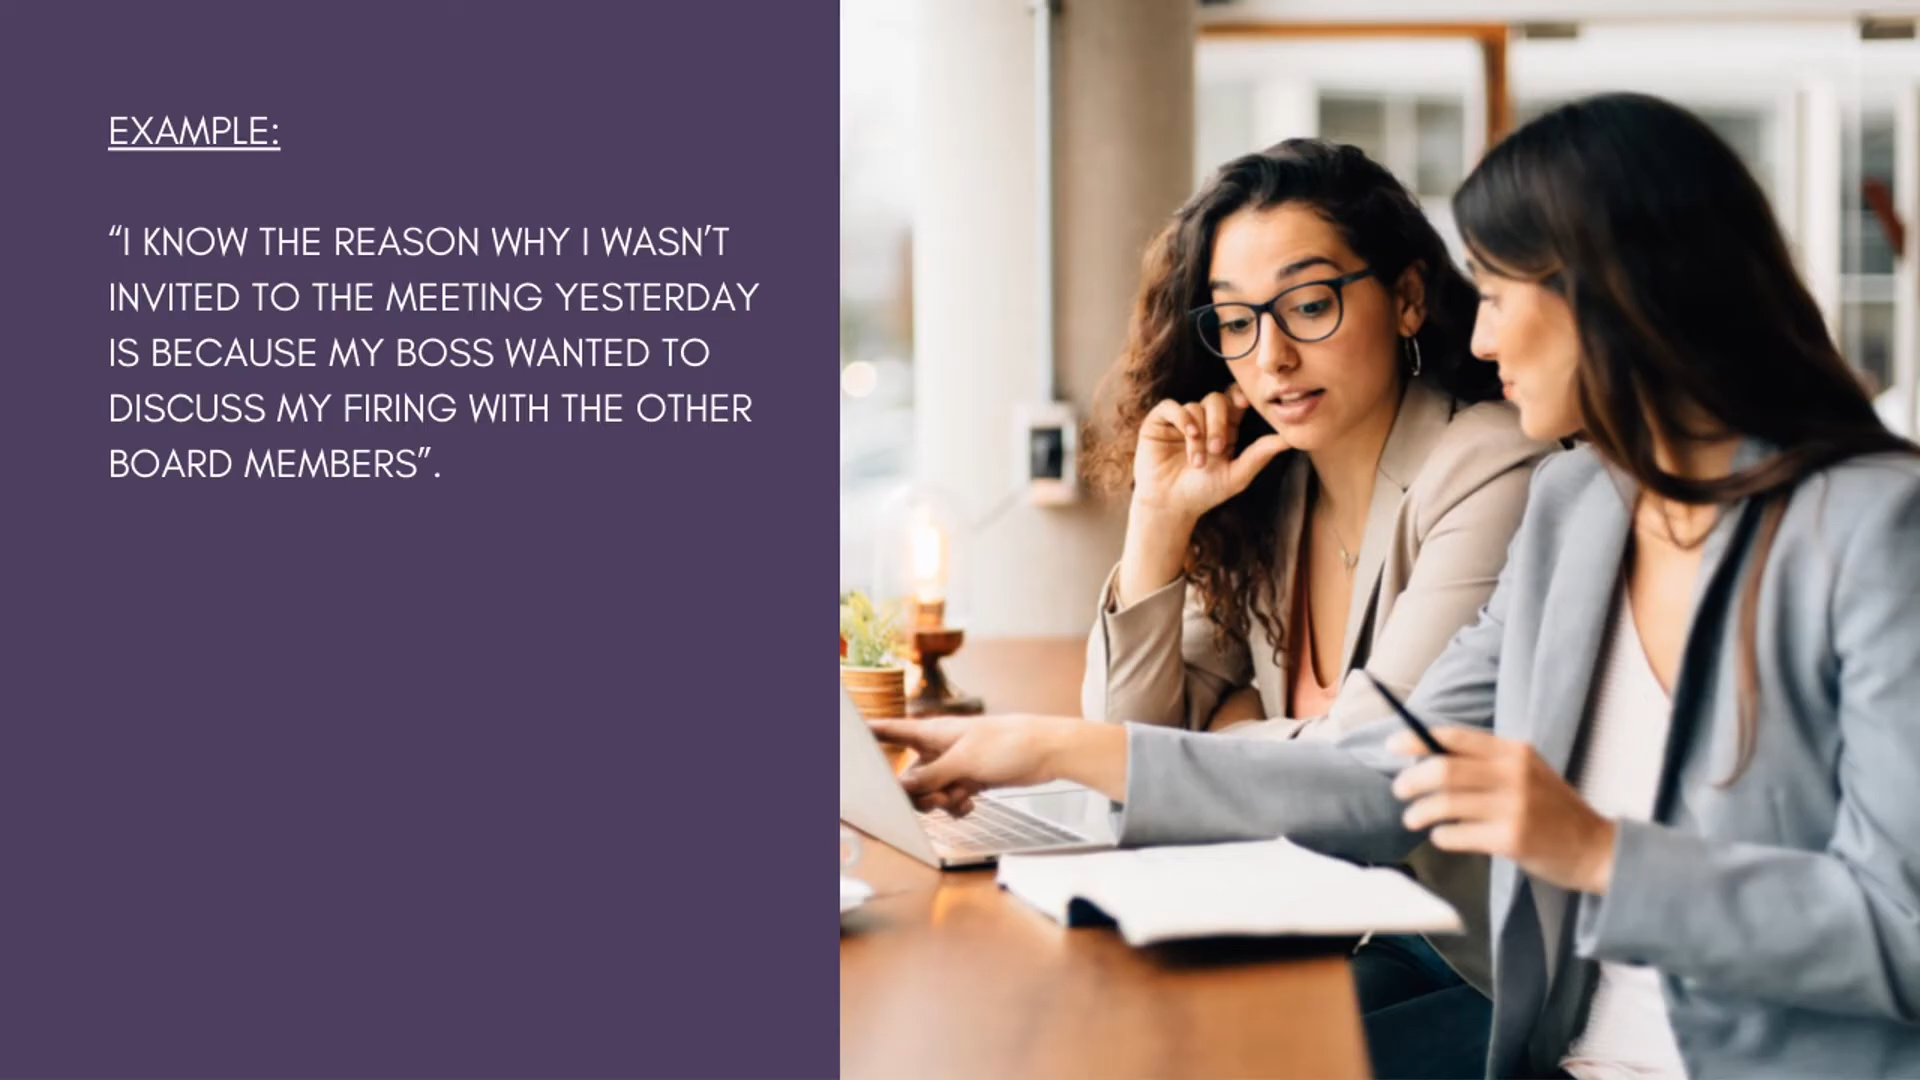 EXAMPLE:
“I KNOW THE REASON WHY I WASN’T
INVITED TO THE MEETING YESTERDAY
IS BECAUSE MY BOSS WANTED TO
DISCUSS MY FIRING WITH THE OTHER
BOARD MEMBERS”.